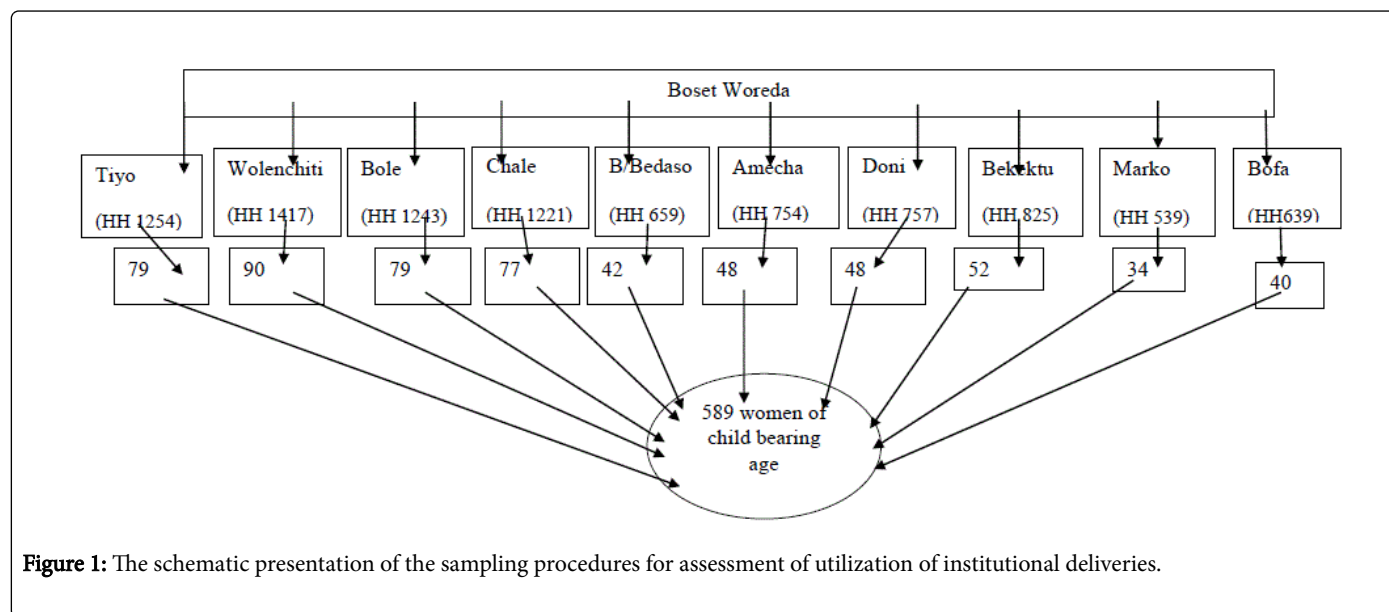 Boset Woreda
Tiyo
(HH 1254)
Wolenchiti
(HH 1417)
Bole
(HH 1243)
Chale
(HH 1221)
B/Bedaso
(HH 659)
Amecha
(HH 754)
Doni
(HH 757)
Bekektu
(HH 825)
Marko
(HH 539)
Bofa
(HH639)
79
90
79
77
42
48
48
52
34
40
589 women of
child bearing
age
Figure 1: The schematic presentation of the sampling procedures for assessment of utilization of institutional deliveries.